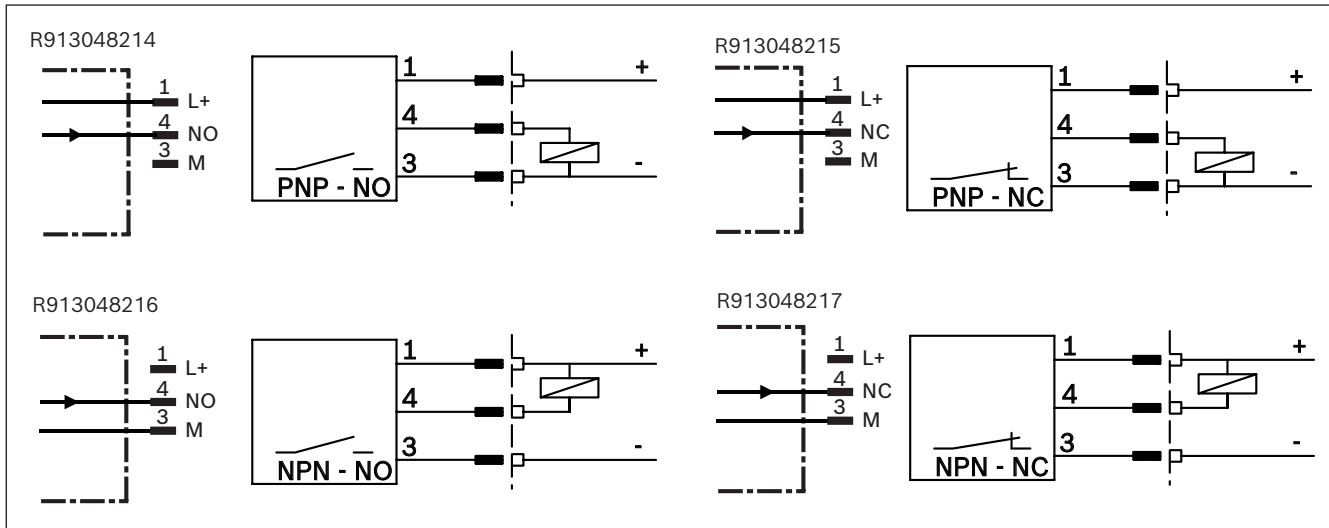 R913048214
1 L+
4 NO
3 M
1 +
4
3 -
PNP - NO
R913048215
1 L+
4 NC
3 M
1 +
4
3 -
PNP - NC
R913048216
1 L+
4 NO
3 M
1 +
4
3 -
NPN - NO
R913048217
1 L+
4 NC
3 M
1 +
4
3 -
NPN - NC